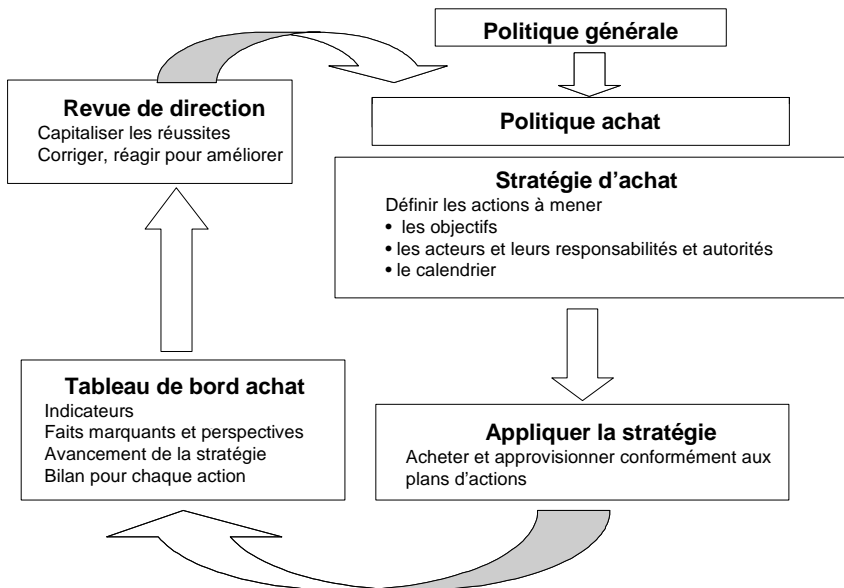 Politique générale
Politique achat
Stratégie d’achat
Définir les actions à mener
• les objectifs
• les acteurs et leurs responsabilités et autorités
• le calendrier
Appliquer la stratégie
Acheter et approvisionner conformément aux
plans d’actions
Tableau de bord achat
Indicateurs
Faits marquants et perspectives
Avancement de la stratégie
Bilan pour chaque action
Revue de direction
Capitaliser les réussites
Corriger, réagir pour améliorer